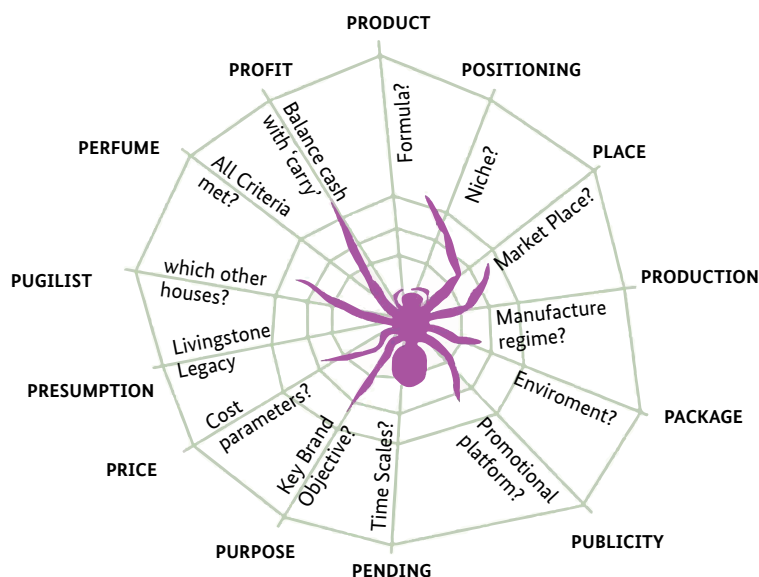 PRODUCT
Formula?
POSITIONING
Niche?
PLACE
Market Place?
PRODUCTION
Manufacture
regime?
PACKAGE
Enviroment?
PUBLICITY
Promotional
platform?
PENDING
Time Scales?
PURPOSE
Key Brand
Objective?
PRICE
Cost
parameters?
PRESUMPTION
Livingstone
Legacy
PUGILIST
which other
houses?
PERFUME
All Criteria
met?
PROFIT
Balance cash
with ‘carry’